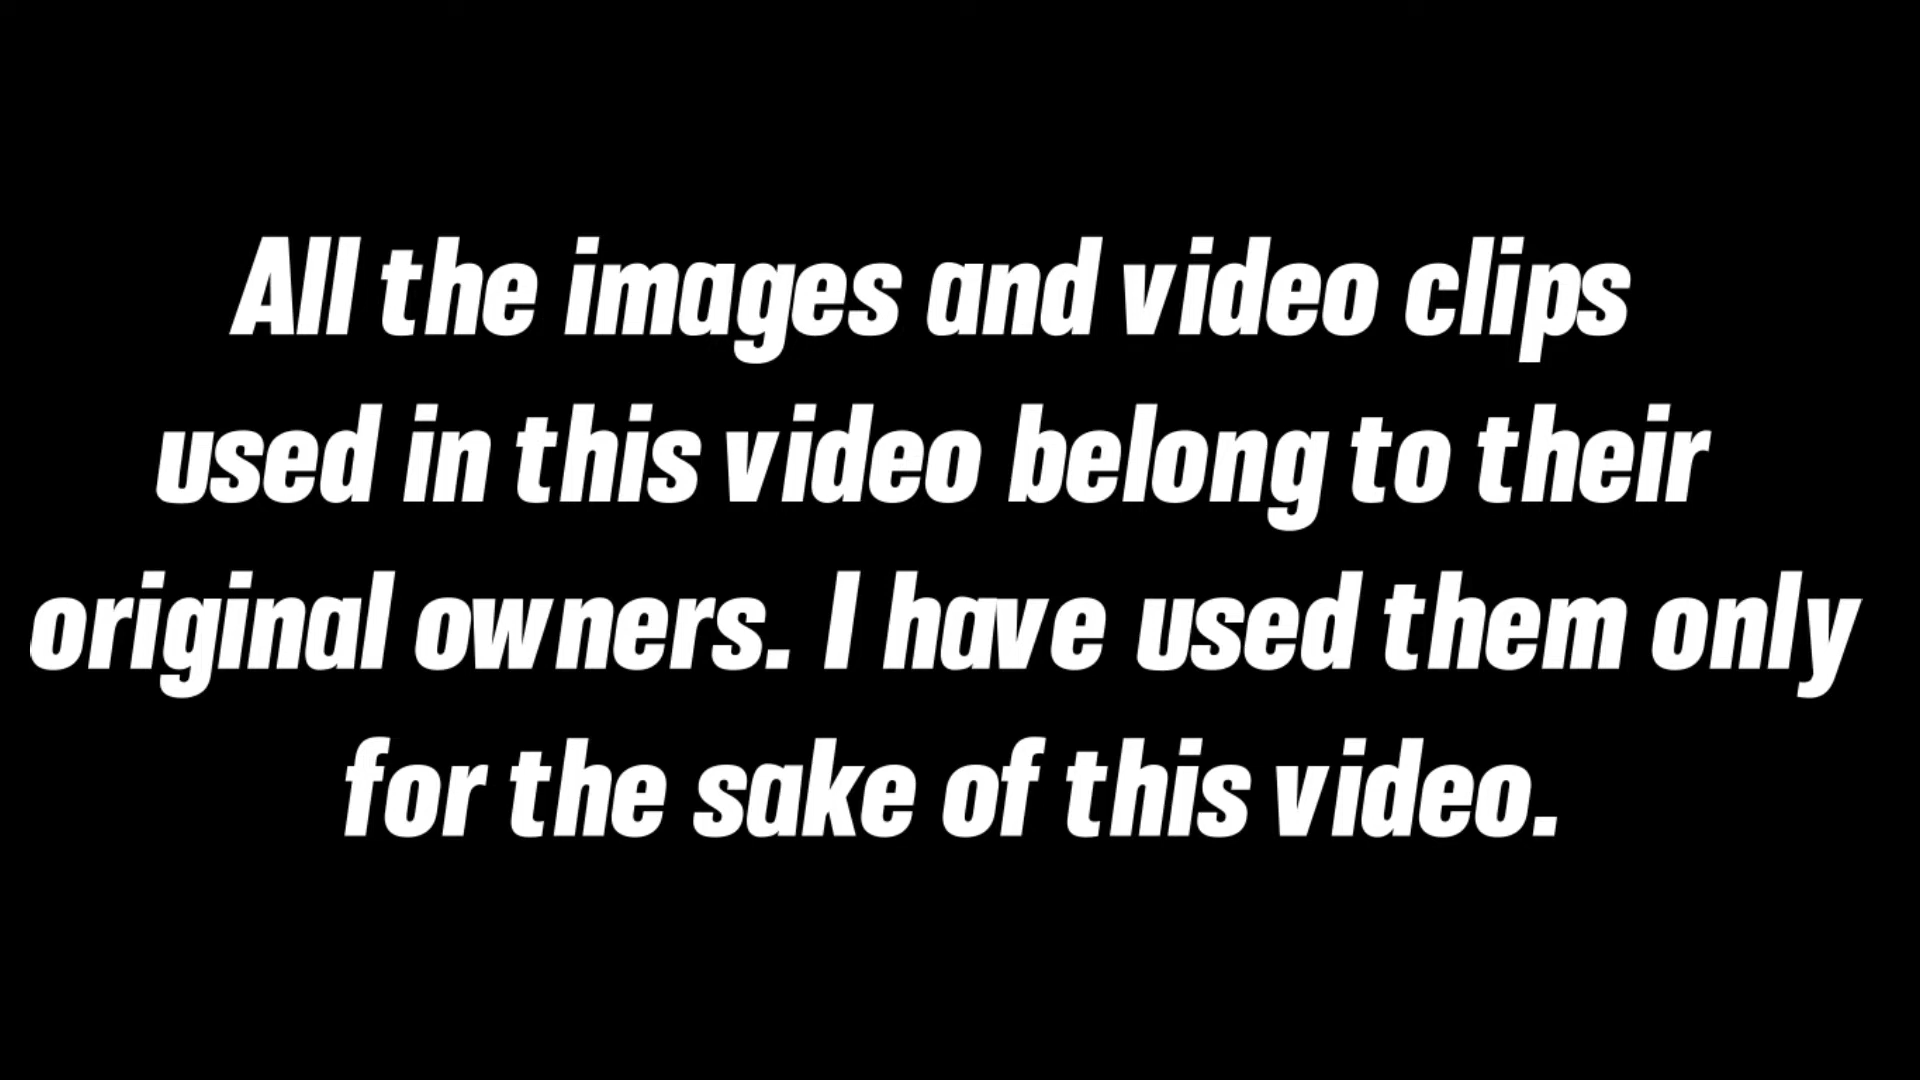 All the images and video clips
used in this video belong to their
original owners. I have used them only
for the sake of this video.